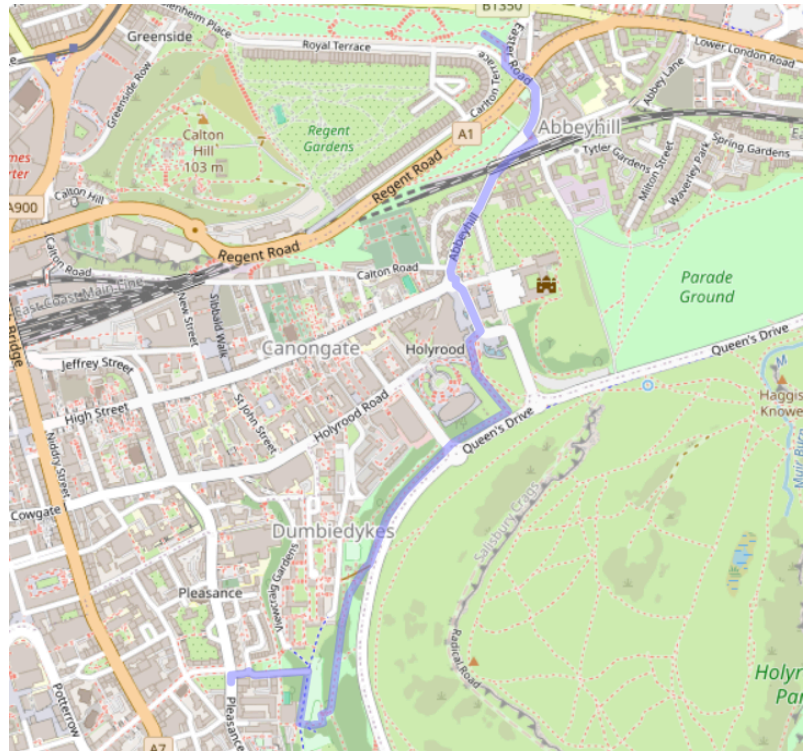 B1350
Greenside
Royal Terrace
Easter Road
Lower London Road
Greenside Row
Carlton Terrace
Abbey Lane
Calton
Hill
103 m
Regent
Gardens
A1
Abbeyhill
Tytler Gardens
Spring Gardens
Milton Street
Waverley Park
Regent Road
Calton Hill
A900
Abbeyhill
Regent Road
Calton Road
Calton Road
East Coast Main Line
New Street
Sibbald Walk
Parade
Ground
Canongate
Holyrood
Queen's Drive
Jeffrey Street
High Street
St John Street
Holyrood Road
Queen's Drive
Haggis
Knowe
Niddry Street
Cowgate
Salisbury Crags
Dumbiedykes
Viewcraig Gardens
Pleasance
Radical Road
Potterrow
Pleasance
A7